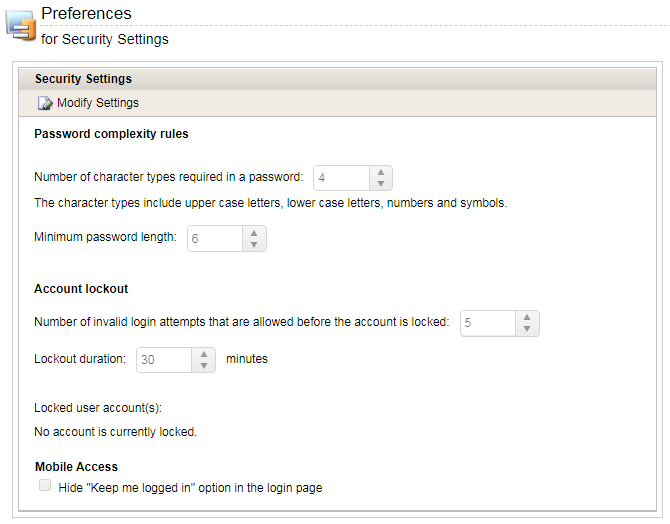 Preferences
for Security Settings
Security Settings
Modify Settings
Password complexity rules
Number of character types required in a password: 4
The character types include upper case letters, lower case letters, numbers and symbols.
Minimum password length: 6
Account lockout
Number of invalid login attempts that are allowed before the account is locked: 5
Lockout duration: 30 minutes
Locked user account(s):
No account is currently locked.
Mobile Access
Hide "Keep me logged in" option in the login page